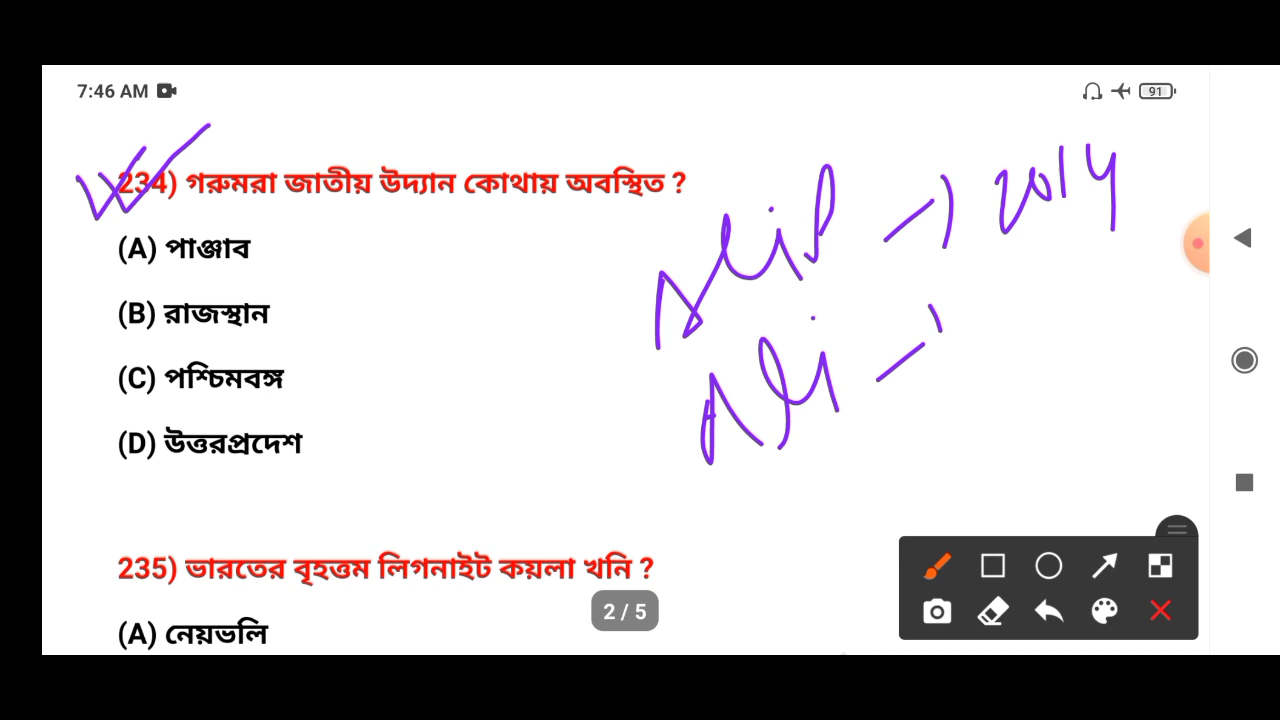 7:46 AM
91
234) গরুমরা জাতীয় উদ্যান কোথায় অবস্থিত ?
2014
(A) পাঞ্জাব
(B) রাজস্থান
(C) পশ্চিমবঙ্গ
(D) উত্তরপ্রদেশ
235) ভারতের বৃহত্তম লিগনাইট কয়লা খনি ?
2 / 5
(A) নেয়ভলি